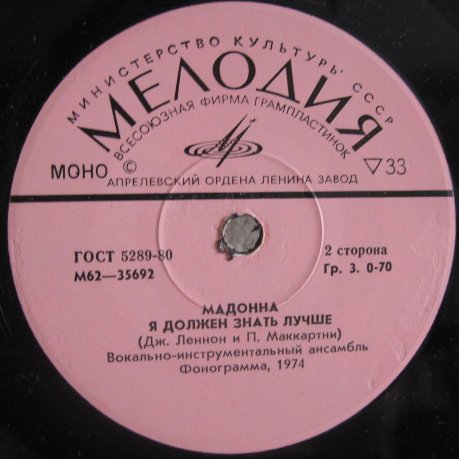 МИНИСТЕРСТВО КУЛЬТУРЫ СССР
МЕЛОДИЯ
ВСЕСОЮЗНАЯ ФИРМА ГРАМПЛАСТИНОК
МОНО © ▽33
АПРЕЛЕВСКИЙ ОРДЕНА ЛЕНИНА ЗАВОД
ГОСТ 5289-80 2 сторона
М62—35692 Гр. 3. 0-70
МАДОННА
Я ДОЛЖЕН ЗНАТЬ ЛУЧШЕ
(Дж. Леннон и П. Маккартни)
Вокально-инструментальный ансамбль
Фонограмма, 1974